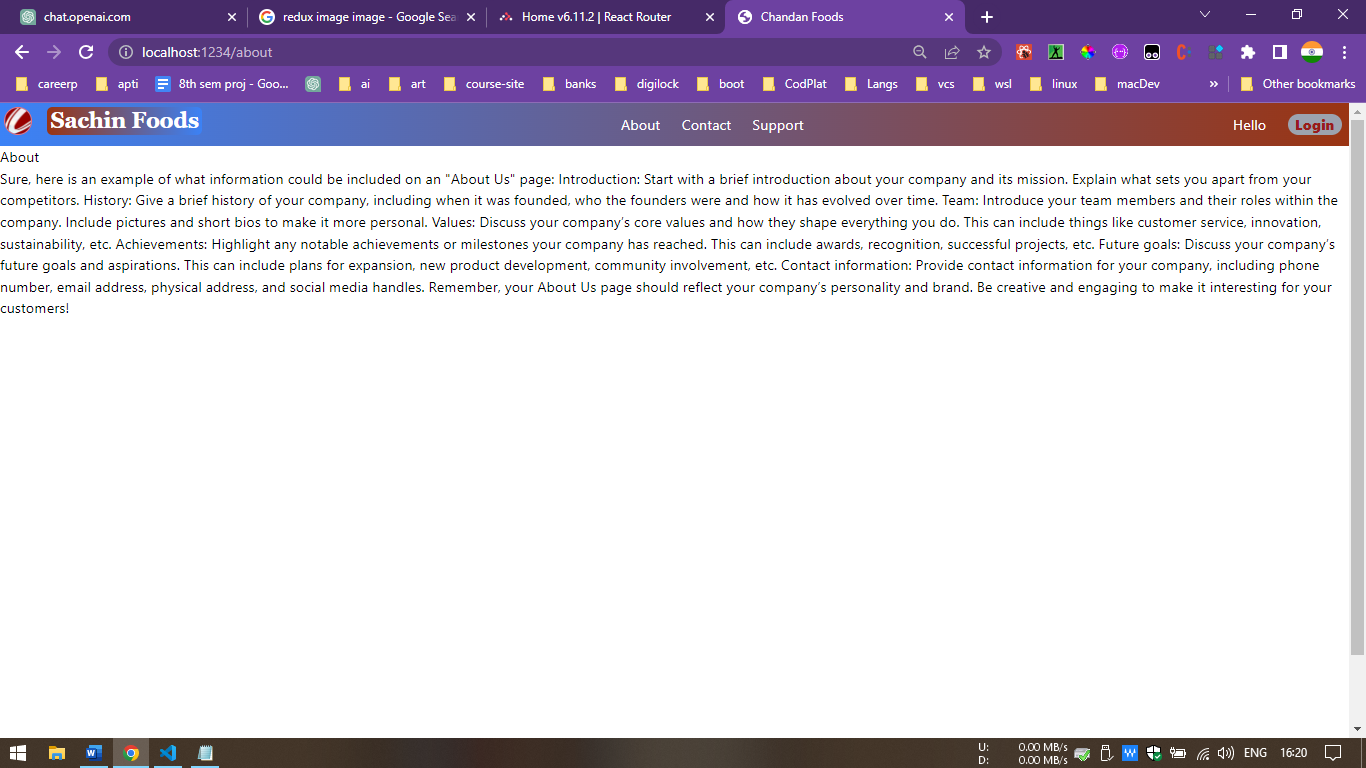 chat.openai.com
redux image image - Google Sea
Home v6.11.2 | React Router
Chandan Foods
localhost:1234/about
careerp
apti
8th sem proj - Goo...
ai
art
course-site
banks
digilock
boot
CodPlat
Langs
vcs
wsl
linux
macDev
»
Other bookmarks
Sachin Foods
About
Contact
Support
Hello
Login
About
Sure, here is an example of what information could be included on an "About Us" page: Introduction: Start with a brief introduction about your company and its mission. Explain what sets you apart from your
competitors. History: Give a brief history of your company, including when it was founded, who the founders were and how it has evolved over time. Team: Introduce your team members and their roles within the
company. Include pictures and short bios to make it more personal. Values: Discuss your company’s core values and how they shape everything you do. This can include things like customer service, innovation,
sustainability, etc. Achievements: Highlight any notable achievements or milestones your company has reached. This can include awards, recognition, successful projects, etc. Future goals: Discuss your company’s
future goals and aspirations. This can include plans for expansion, new product development, community involvement, etc. Contact information: Provide contact information for your company, including phone
number, email address, physical address, and social media handles. Remember, your About Us page should reflect your company’s personality and brand. Be creative and engaging to make it interesting for your
customers!
U: 0.00 MB/s
D: 0.00 MB/s
ENG
16:20